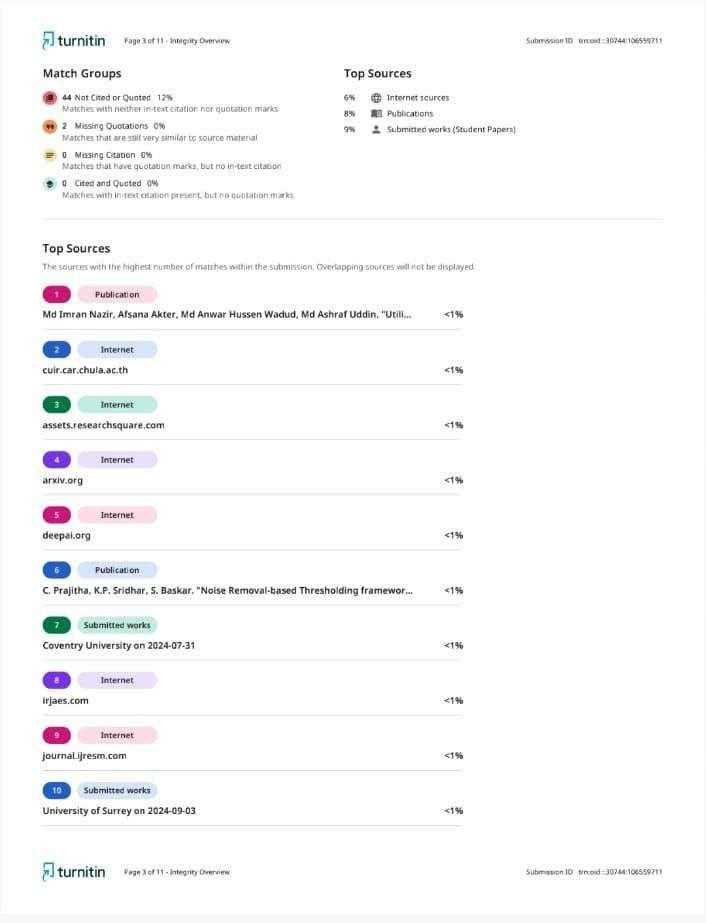 turnitin Page 3 of 11 - Integrity Overview Submission ID trn:oid:::30744:106559711
Match Groups
44 Not Cited or Quoted 12%
Matches with neither in-text citation nor quotation marks
2 Missing Quotations 0%
Matches that are still very similar to source material
0 Missing Citation 0%
Matches that have quotation marks, but no in-text citation
0 Cited and Quoted 0%
Matches with in-text citation present, but no quotation marks
Top Sources
6% Internet sources
8% Publications
9% Submitted works (Student Papers)
Top Sources
The sources with the highest number of matches within the submission. Overlapping sources will not be displayed.
1 Publication
Md Imran Nazir, Afsana Akter, Md Anwar Hussen Wadud, Md Ashraf Uddin. "Utili... <1%
2 Internet
cuir.car.chula.ac.th <1%
3 Internet
assets.researchsquare.com <1%
4 Internet
arxiv.org <1%
5 Internet
deepai.org <1%
6 Publication
C. Prajitha, K.P. Sridhar, S. Baskar. "Noise Removal-based Thresholding framewor... <1%
7 Submitted works
Coventry University on 2024-07-31 <1%
8 Internet
irjaes.com <1%
9 Internet
journal.ijresm.com <1%
10 Submitted works
University of Surrey on 2024-09-03 <1%
turnitin Page 3 of 11 - Integrity Overview Submission ID trn:oid:::30744:106559711